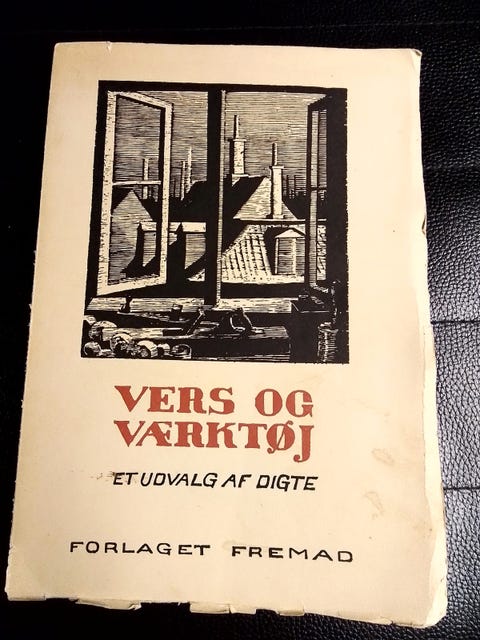 VERS OG
VÆRKTØJ
ET UDVALG AF DIGTE
FORLAGET FREMAD